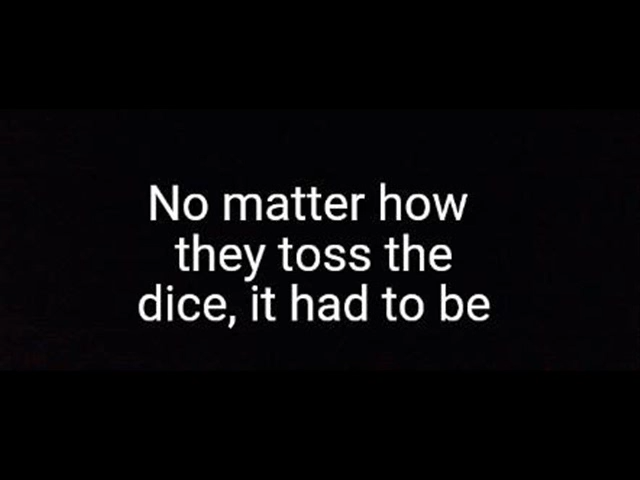 No matter how
they toss the
dice, it had to be